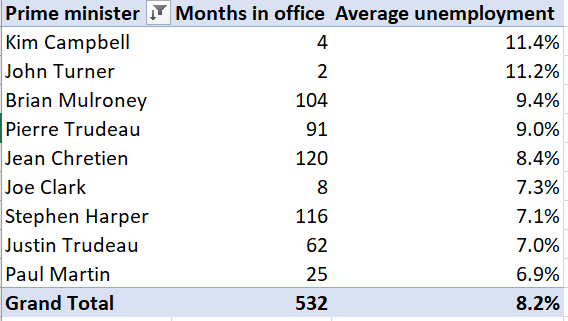 Prime minister Months in office Average unemployment
Kim Campbell 4 11.4%
John Turner 2 11.2%
Brian Mulroney 104 9.4%
Pierre Trudeau 91 9.0%
Jean Chretien 120 8.4%
Joe Clark 8 7.3%
Stephen Harper 116 7.1%
Justin Trudeau 62 7.0%
Paul Martin 25 6.9%
Grand Total 532 8.2%